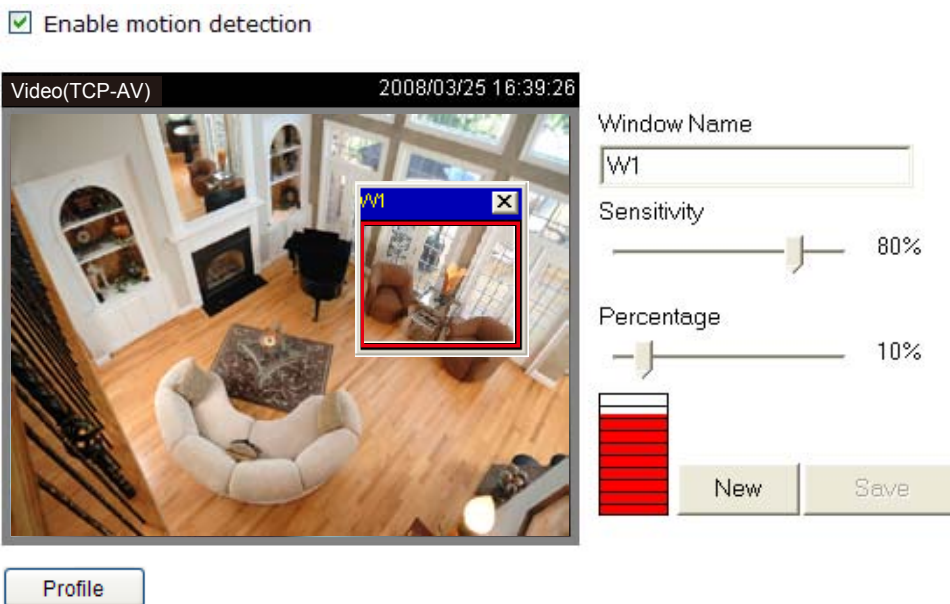 Enable motion detection
Video(TCP-AV) 2008/03/25 16:39:26
Window Name
W1
W1
Sensitivity
80%
Percentage
10%
New Save
Profile